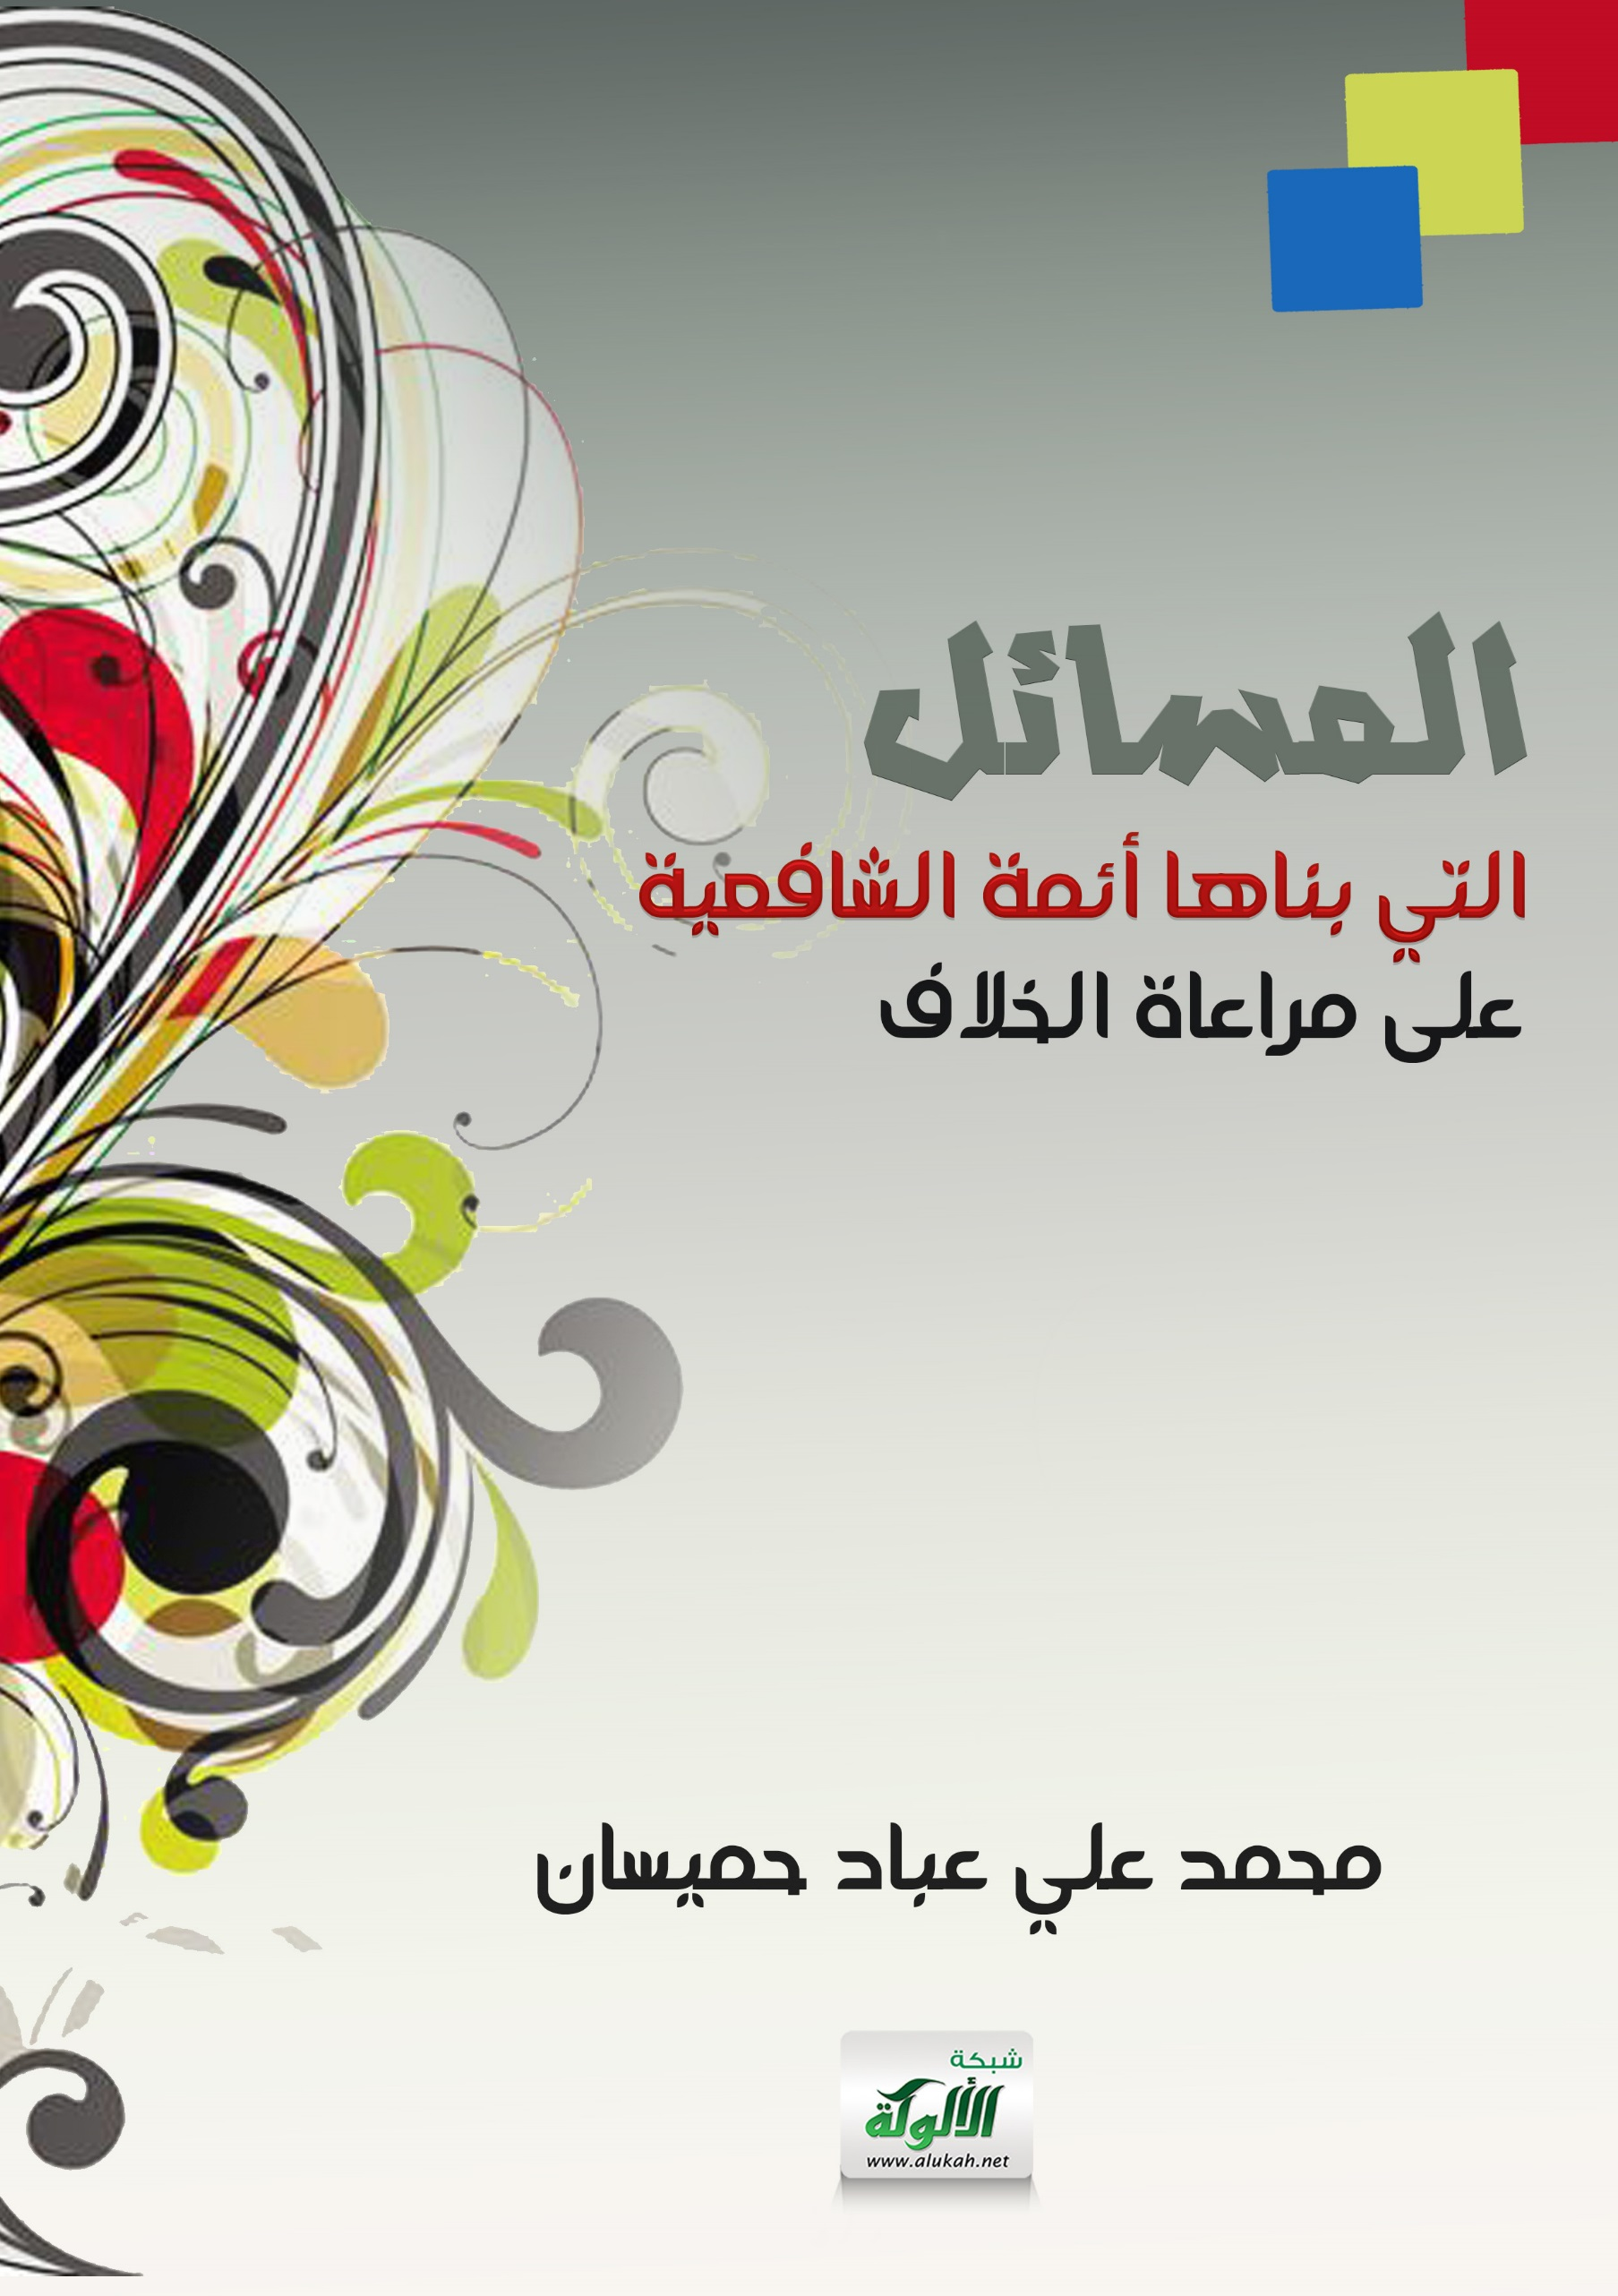 المسائل
التي بناها أئمة الشافعية
على مراعاة الخلاف
محمد علي عباد حميسان
شبكة
الألوكة
www.alukah.net